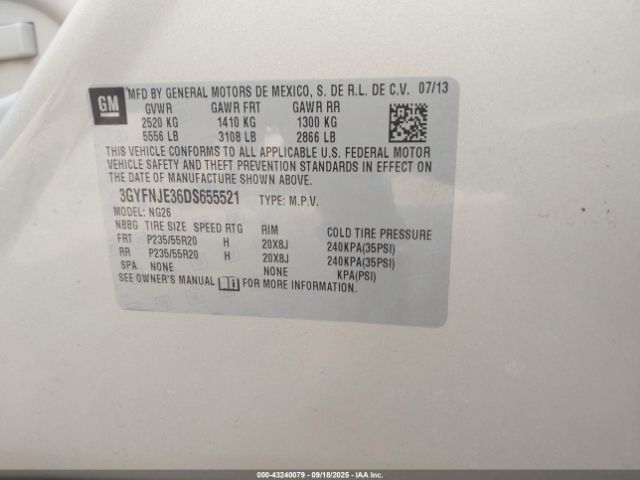 GM
MFD BY GENERAL MOTORS DE MEXICO, S. DE R.L. DE C.V. 07/13
GVWR GAWR FRT GAWR RR
2520 KG 1410 KG 1300 KG
5556 LB 3108 LB 2866 LB
THIS VEHICLE CONFORMS TO ALL APPLICABLE U.S. FEDERAL MOTOR
VEHICLE SAFETY AND THEFT PREVENTION STANDARDS IN EFFECT ON
THE DATE OF MANUFACTURE SHOWN ABOVE.
3GYFNJE36DS655521 TYPE: M.P.V.
MODEL: NG26
NBBG TIRE SIZE SPEED RTG RIM COLD TIRE PRESSURE
FRT P235/55R20 H 20X8J 240KPA(35PSI)
RR P235/55R20 H 20X8J 240KPA(35PSI)
SPA NONE NONE KPA(PSI)
SEE OWNER'S MANUAL FOR MORE INFORMATION.
000-43240079 - 09/18/2025 - IAA Inc.